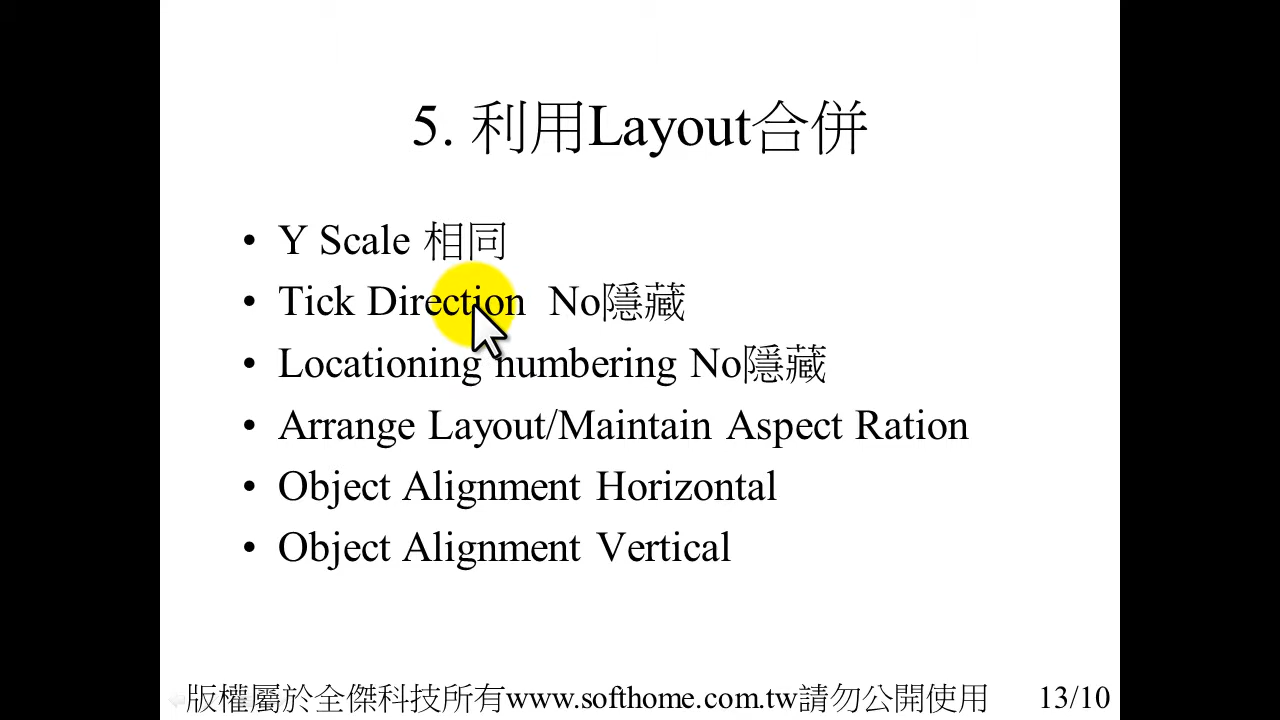 5. 利用Layout合併
• Y Scale 相同
• Tick Direction No隱藏
• Locationing numbering No隱藏
• Arrange Layout/Maintain Aspect Ration
• Object Alignment Horizontal
• Object Alignment Vertical
版權屬於全傑科技所有www.softhome.com.tw請勿公開使用 13/10